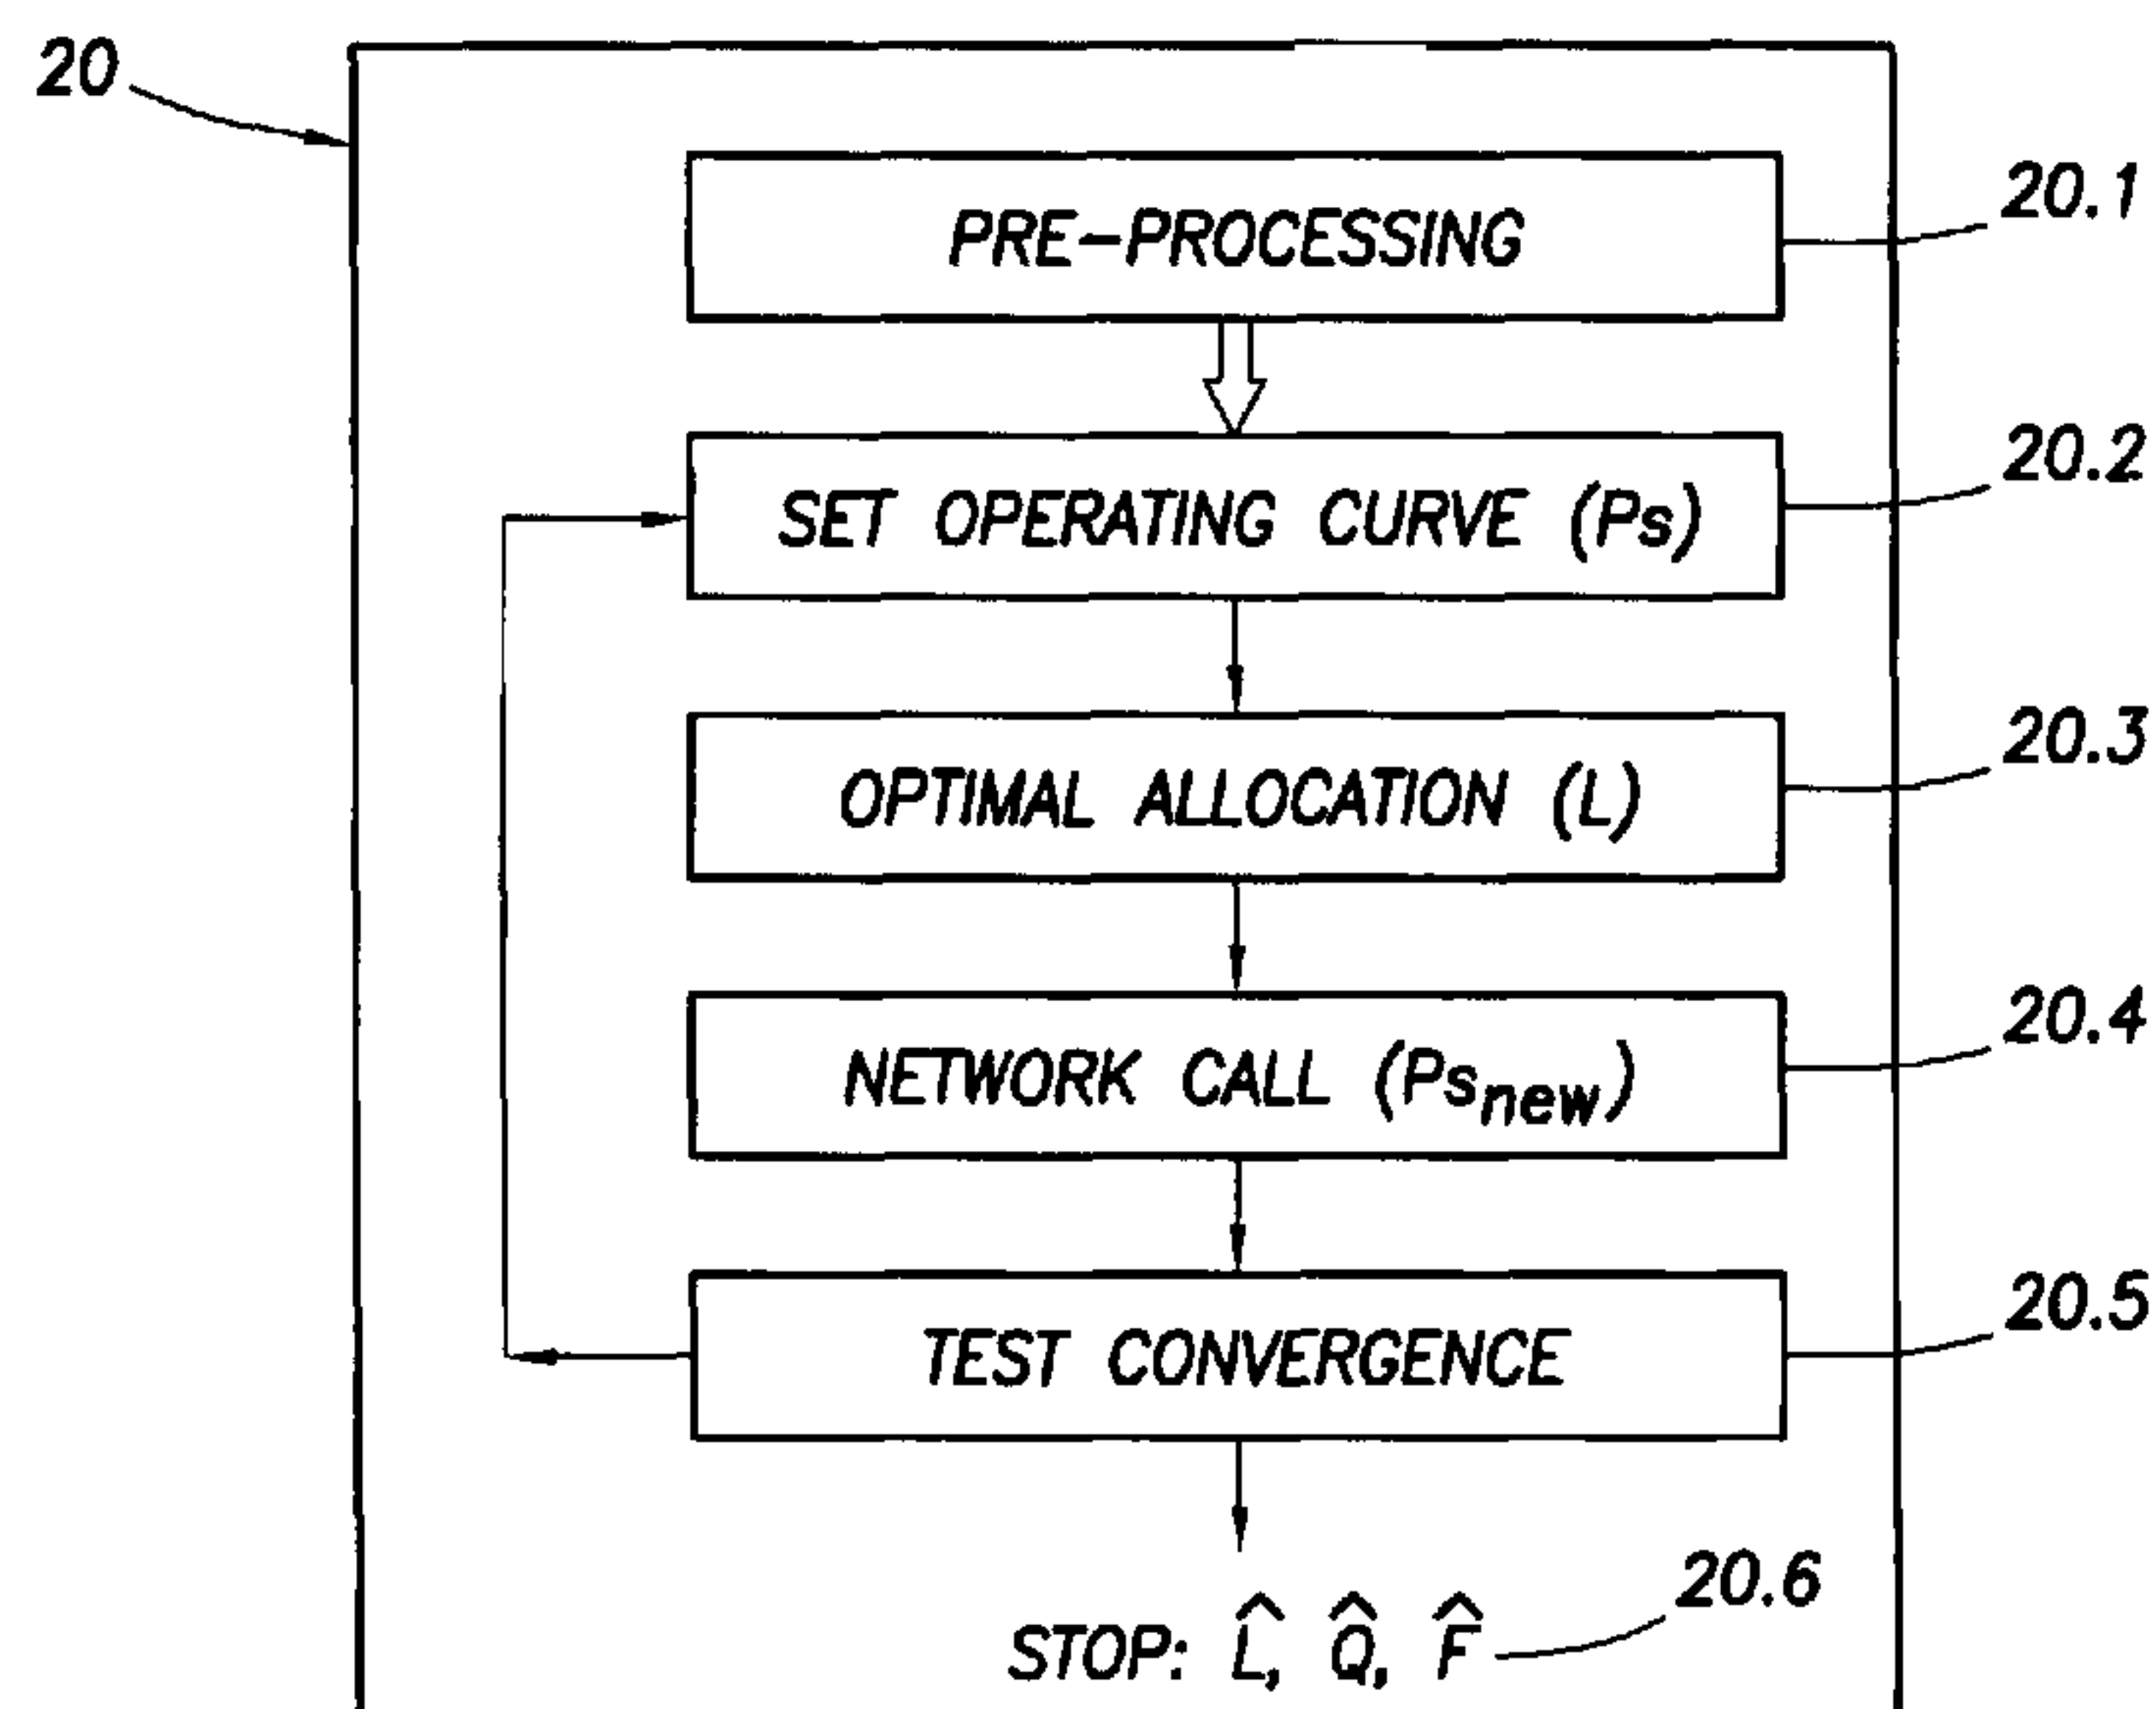 20
PRE-PROCESSING
20.1
SET OPERATING CURVE (Ps)
20.2
OPTIMAL ALLOCATION (L)
20.3
NETWORK CALL (Psnew)
20.4
TEST CONVERGENCE
20.5
STOP: L̂, Q̂, F̂
20.6